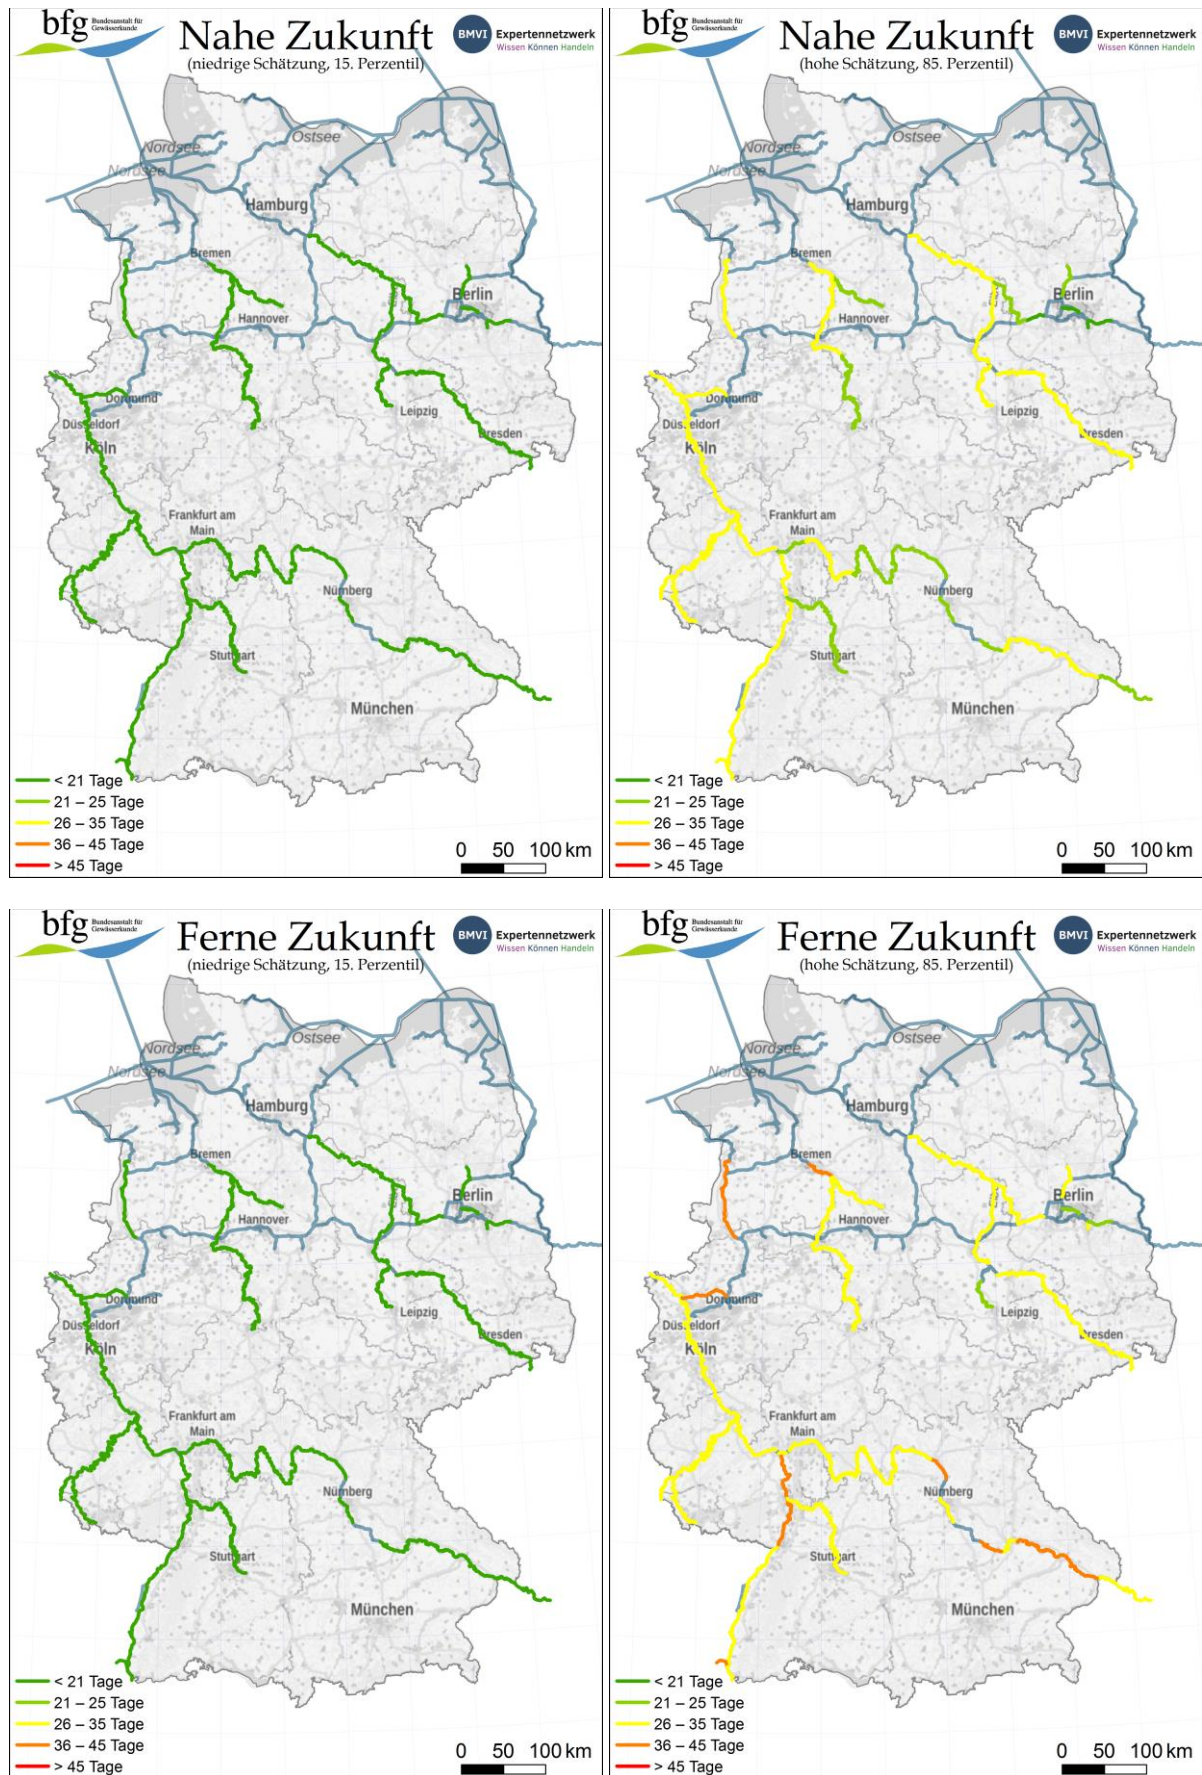 bfg Bundesanstalt für
Gewässerkunde
Nahe Zukunft
(niedrige Schätzung, 15. Perzentil)
BMVI Expertennetzwerk
Wissen Können Handeln
Ostsee
Nordsee
Nordsee
Hamburg
Bremen
Berlin
Hannover
Dortmund
Leipzig
Düsseldorf
Dresden
Köln
Frankfurt am
Main
Nürnberg
Stuttgart
München
< 21 Tage
21 – 25 Tage
26 – 35 Tage
36 – 45 Tage
> 45 Tage
0 50 100 km
bfg Bundesanstalt für
Gewässerkunde
Nahe Zukunft
(hohe Schätzung, 85. Perzentil)
BMVI Expertennetzwerk
Wissen Können Handeln
Ostsee
Nordsee
Nordsee
Hamburg
Bremen
Berlin
Hannover
Dortmund
Leipzig
Düsseldorf
Dresden
Köln
Frankfurt am
Main
Nürnberg
Stuttgart
München
< 21 Tage
21 – 25 Tage
26 – 35 Tage
36 – 45 Tage
> 45 Tage
0 50 100 km
bfg Bundesanstalt für
Gewässerkunde
Ferne Zukunft
(niedrige Schätzung, 15. Perzentil)
BMVI Expertennetzwerk
Wissen Können Handeln
Ostsee
Nordsee
Nordsee
Hamburg
Bremen
Berlin
Hannover
Dortmund
Leipzig
Düsseldorf
Dresden
Köln
Frankfurt am
Main
Nürnberg
Stuttgart
München
< 21 Tage
21 – 25 Tage
26 – 35 Tage
36 – 45 Tage
> 45 Tage
0 50 100 km
bfg Bundesanstalt für
Gewässerkunde
Ferne Zukunft
(hohe Schätzung, 85. Perzentil)
BMVI Expertennetzwerk
Wissen Können Handeln
Ostsee
Nordsee
Nordsee
Hamburg
Bremen
Berlin
Hannover
Dortmund
Leipzig
Düsseldorf
Dresden
Köln
Frankfurt am
Main
Nürnberg
Stuttgart
München
< 21 Tage
21 – 25 Tage
26 – 35 Tage
36 – 45 Tage
> 45 Tage
0 50 100 km